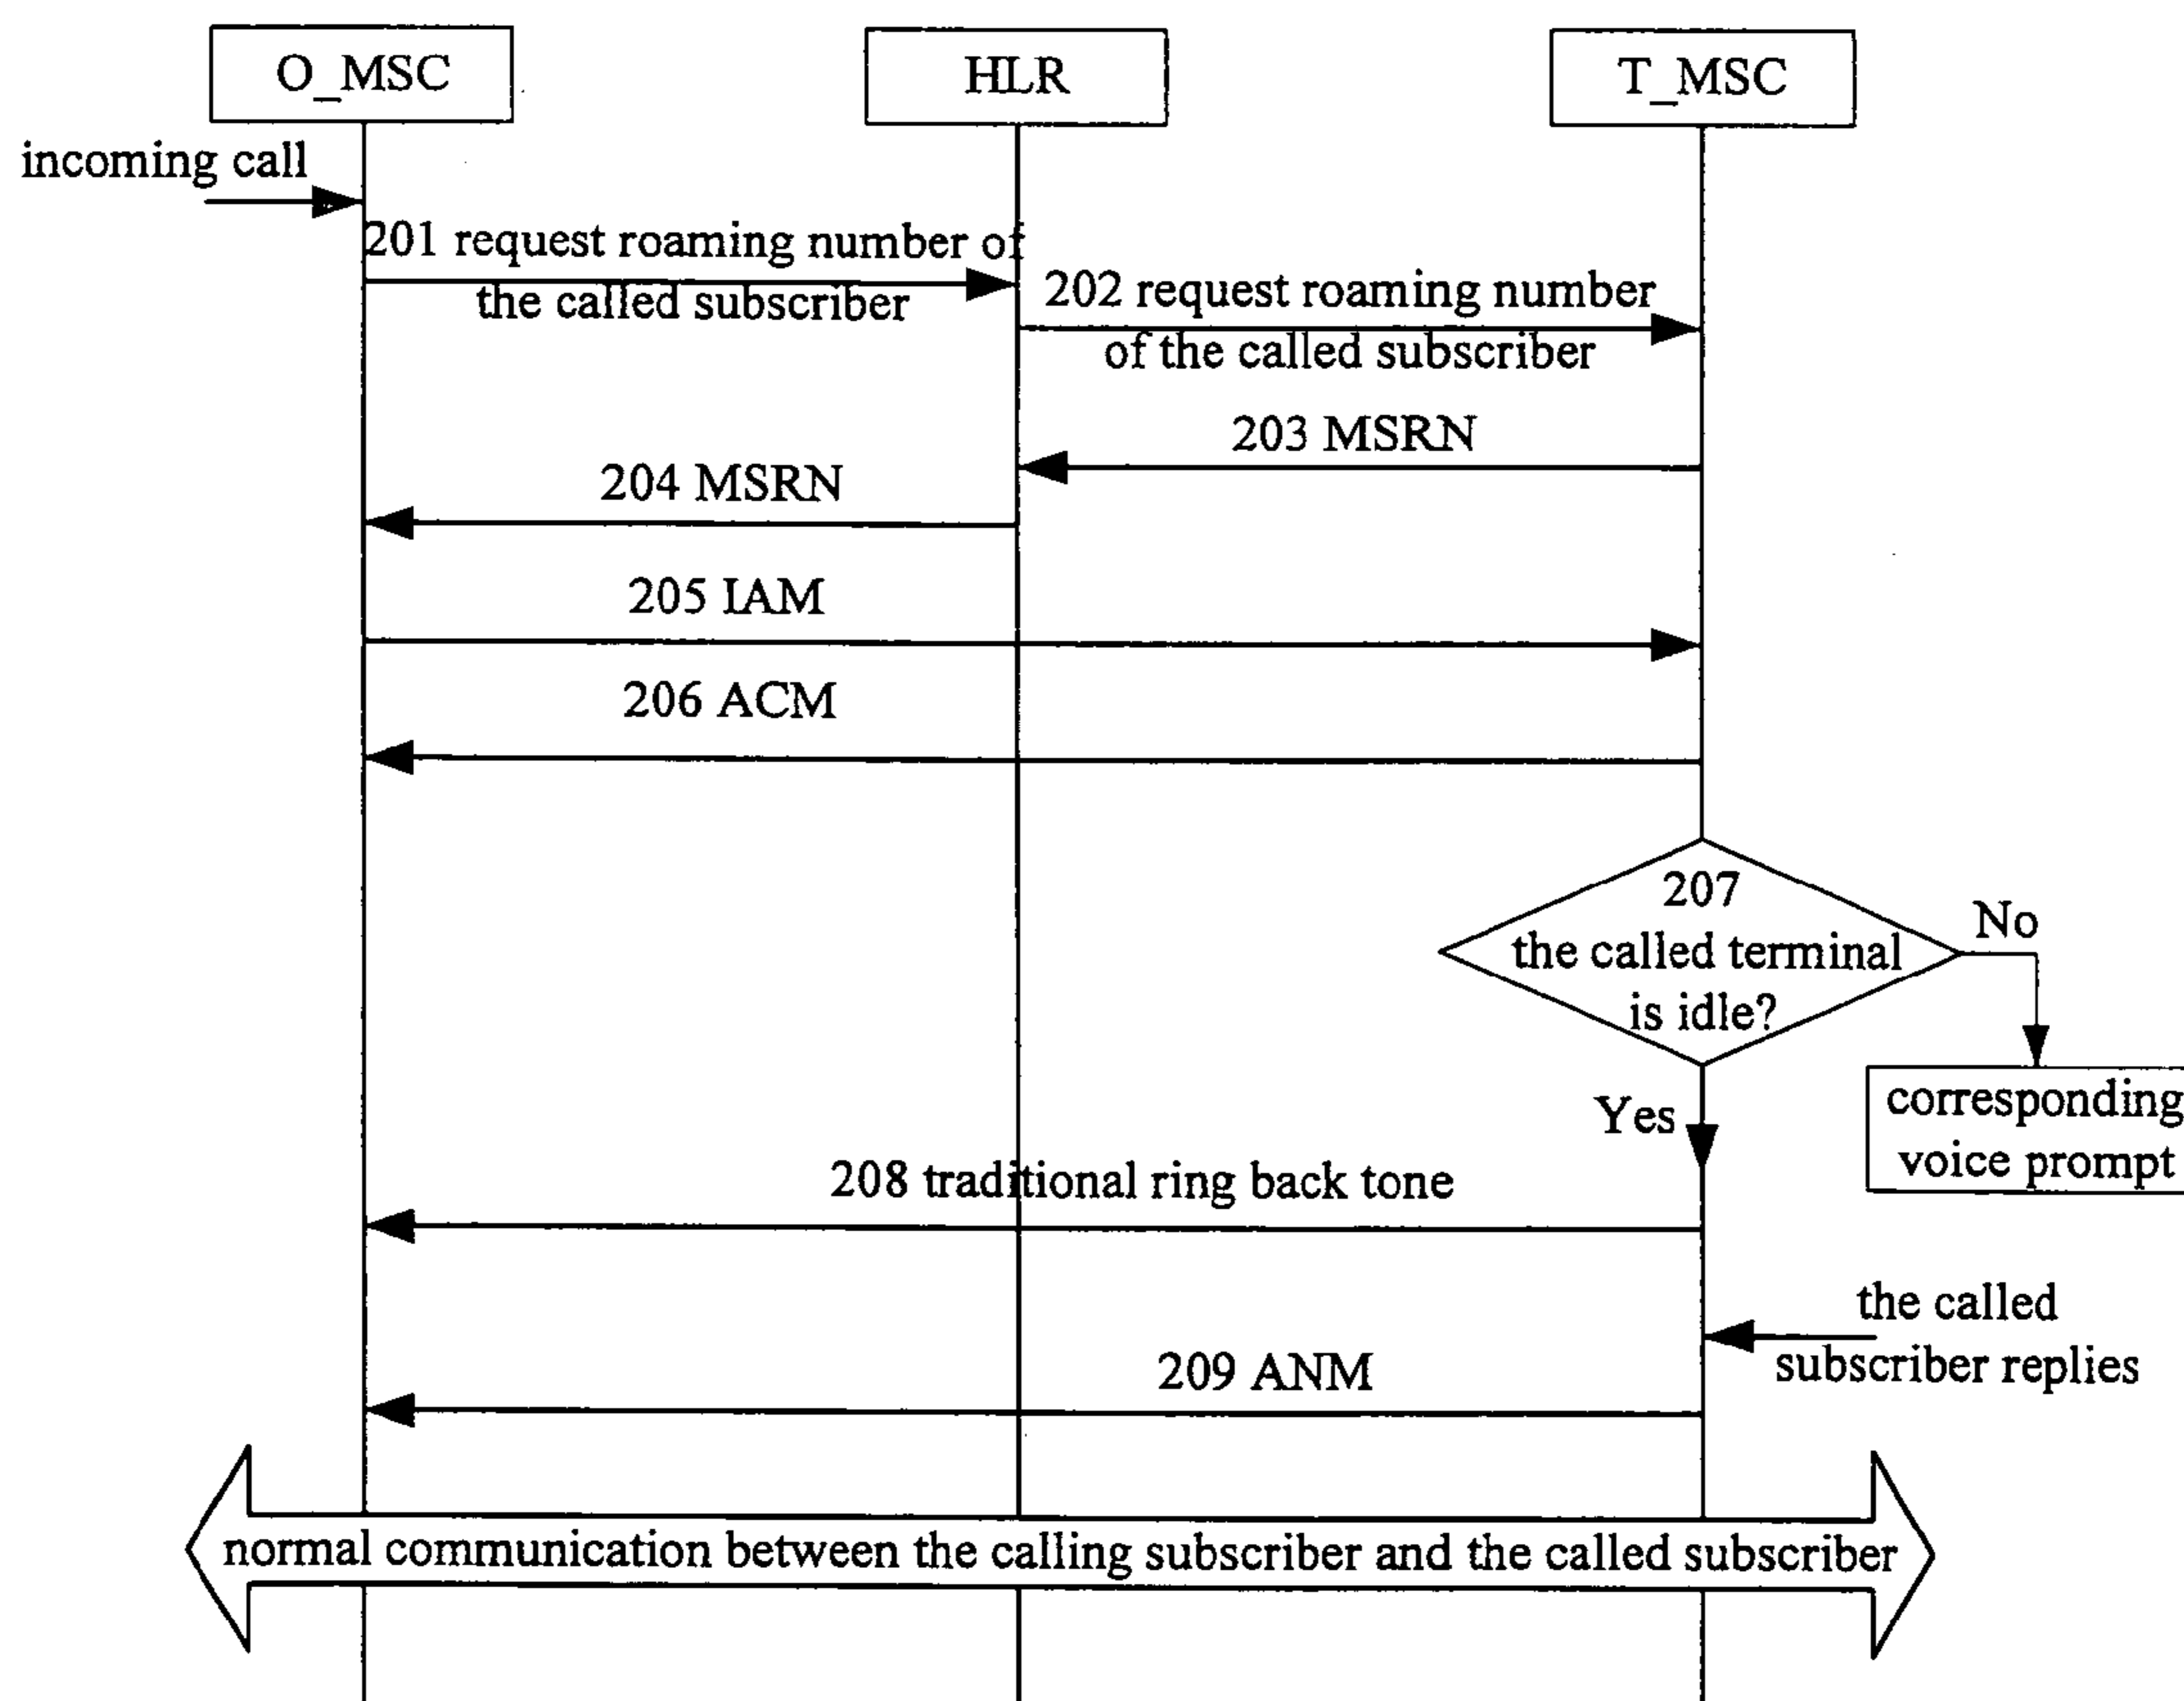 O_MSC
HLR
T_MSC
incoming call
201 request roaming number of
the called subscriber
202 request roaming number
of the called subscriber
203 MSRN
204 MSRN
205 IAM
206 ACM
207
the called terminal
is idle?
No
Yes
corresponding
voice prompt
208 traditional ring back tone
the called
subscriber replies
209 ANM
normal communication between the calling subscriber and the called subscriber